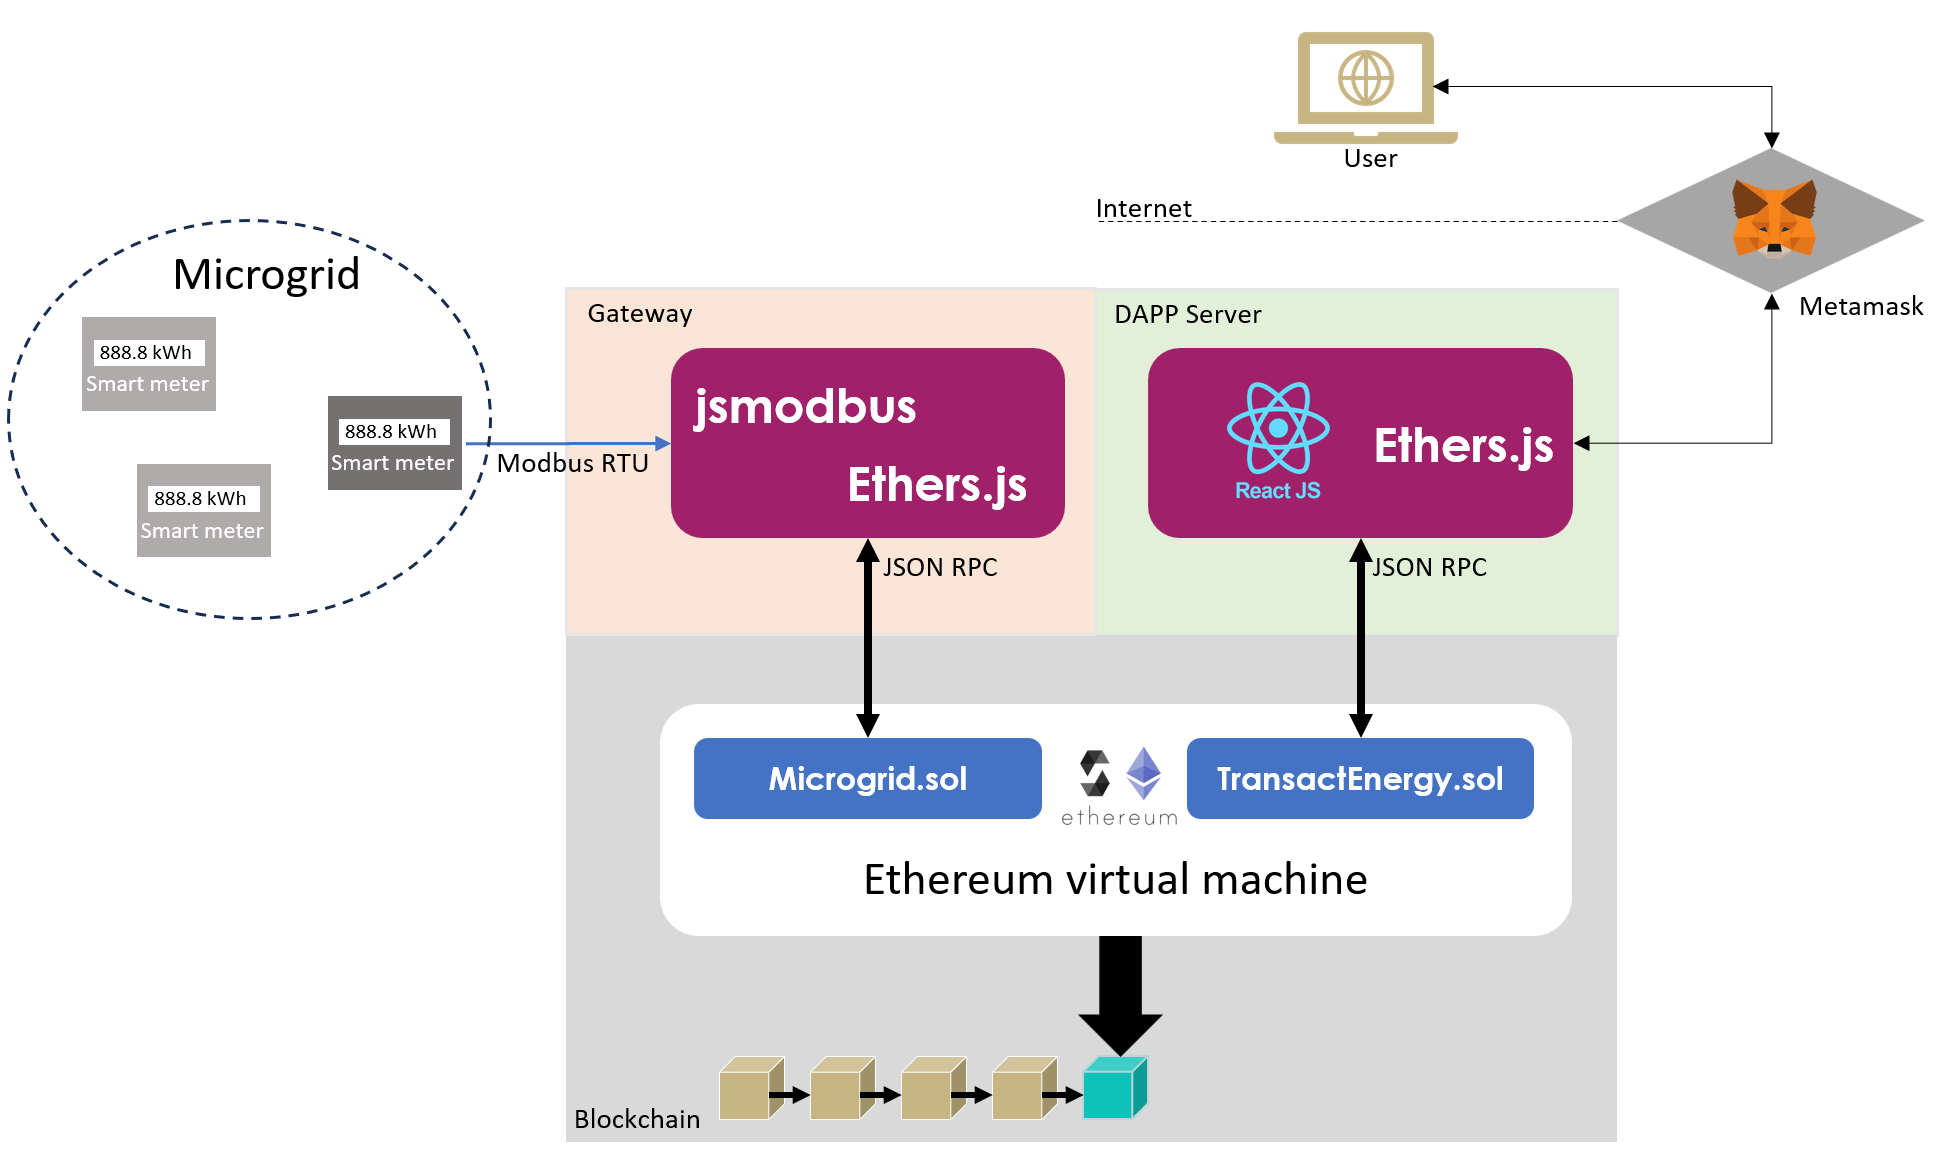 User
Internet
Metamask
Microgrid
888.8 kWh
Smart meter
888.8 kWh
Smart meter
888.8 kWh
Smart meter
Modbus RTU
Gateway
jsmodbus
Ethers.js
JSON RPC
DAPP Server
React JS
Ethers.js
JSON RPC
Microgrid.sol
ethereum
TransactEnergy.sol
Ethereum virtual machine
Blockchain